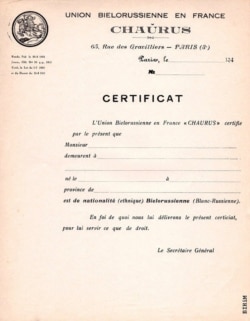 UNION BIELORUSSIENNE EN FRANCE
CHAŬRUS
65, Rue des Gravilliers — PARIS (3e)
Paris, le 194
No
CERTIFICAT
L'Union Bielorussienne en France «CHAURUS» certifie
par le présent que
Monsieur
demeurant à
né le à
province de
est de nationalité (ethnique) Bielorussienne (Blanc-Russienne).
En foi de quoi nous lui délivrons le présent certificat,
pour lui servir ce que de droit.
Le Secrétaire Général